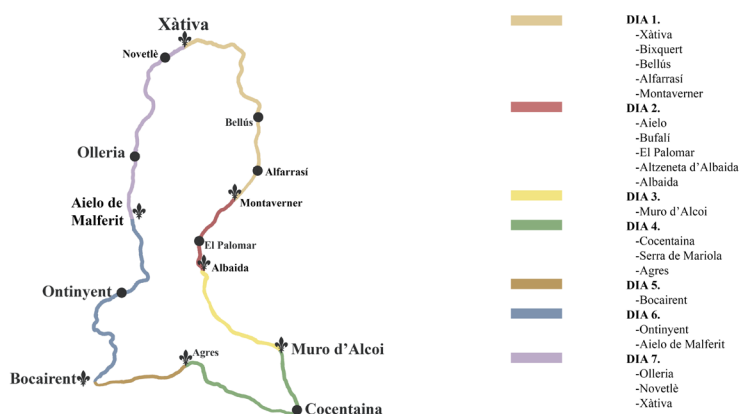 Xàtiva
Novetlè
Bellús
Olleria
Alfarrasí
Aielo de
Malferit
Montaverner
El Palomar
Albaida
Ontinyent
Agres
Muro d'Alcoi
Bocairent
Cocentaina
DIA 1.
-Xàtiva
-Bixquert
-Bellús
-Alfarrasí
-Montaverner
DIA 2.
-Aielo
-Bufali
-El Palomar
-Altzeneta d'Albaida
-Albaida
DIA 3.
-Muro d'Alcoi
DIA 4.
-Cocentaina
-Serra de Mariola
-Agres
DIA 5.
-Bocairent
DIA 6.
-Ontinyent
-Aielo de Malferit
DIA 7.
-Olleria
-Novetlè
-Xàtiva